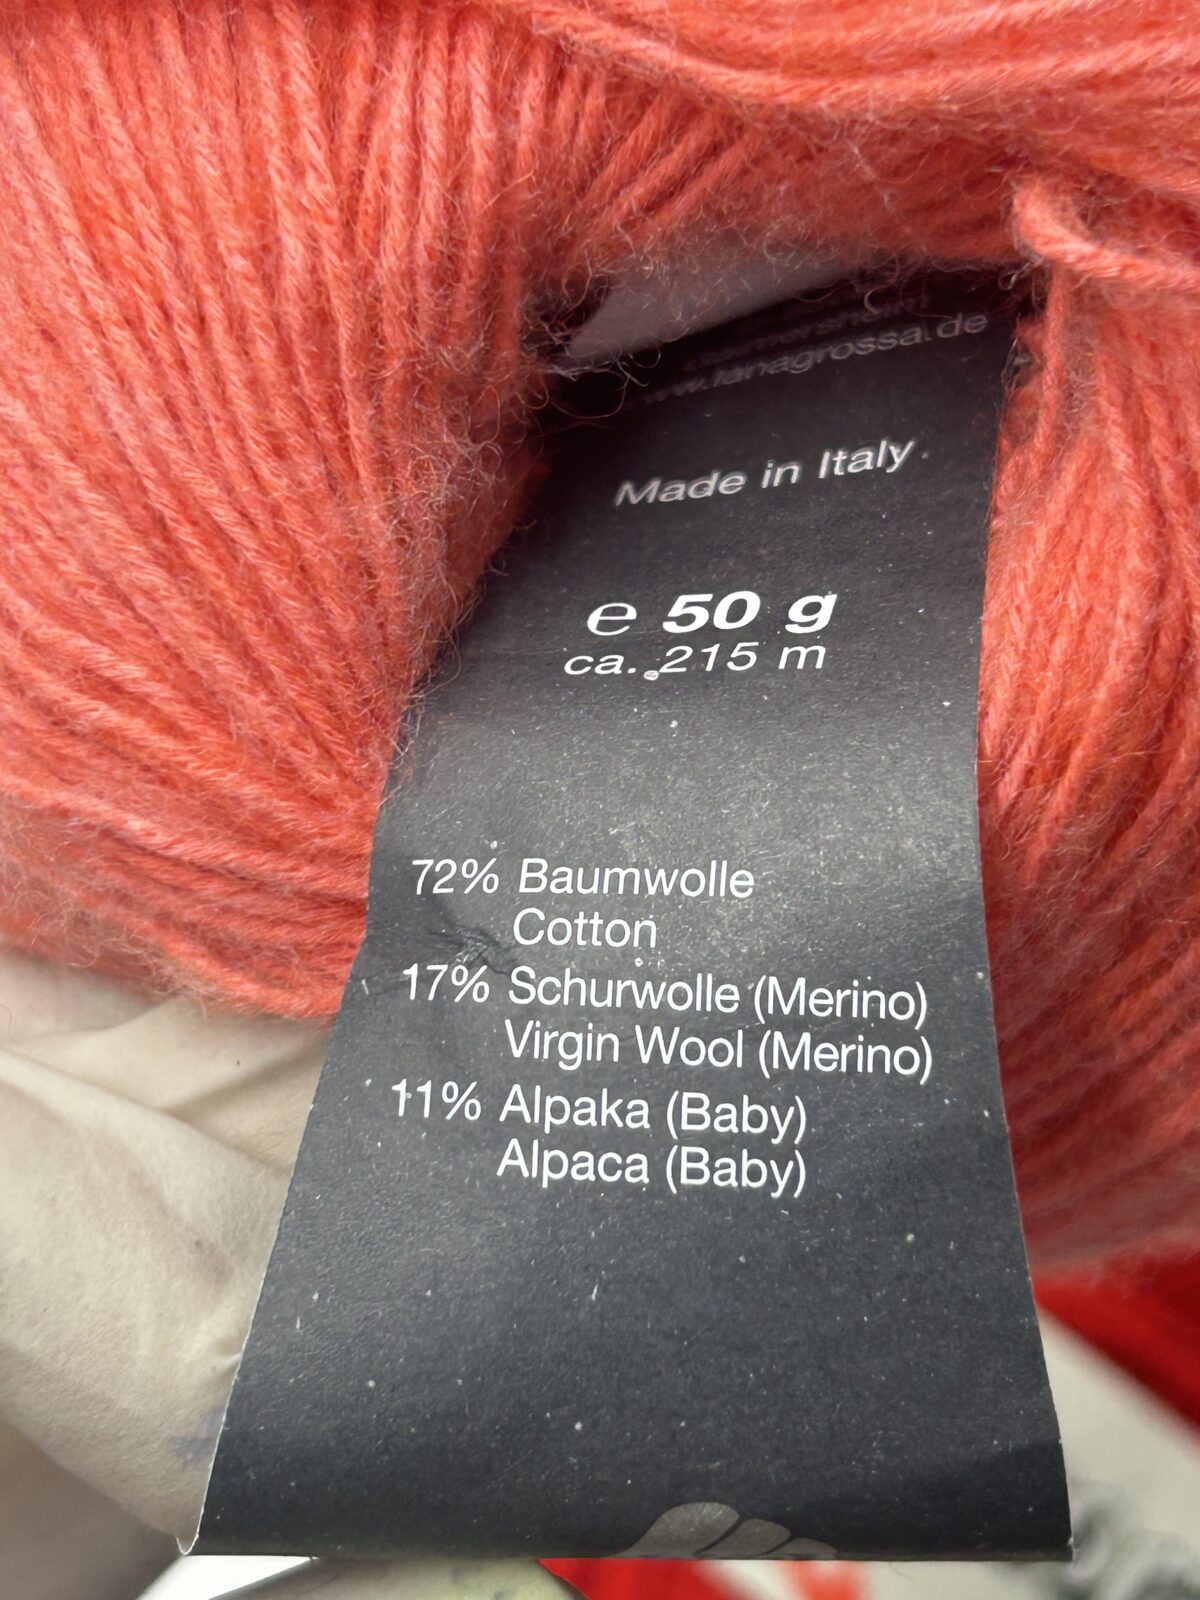 www.lanagrossa.de
Made in Italy
e 50 g
ca. 215 m
72% Baumwolle
Cotton
17% Schurwolle (Merino)
Virgin Wool (Merino)
11% Alpaka (Baby)
Alpaca (Baby)